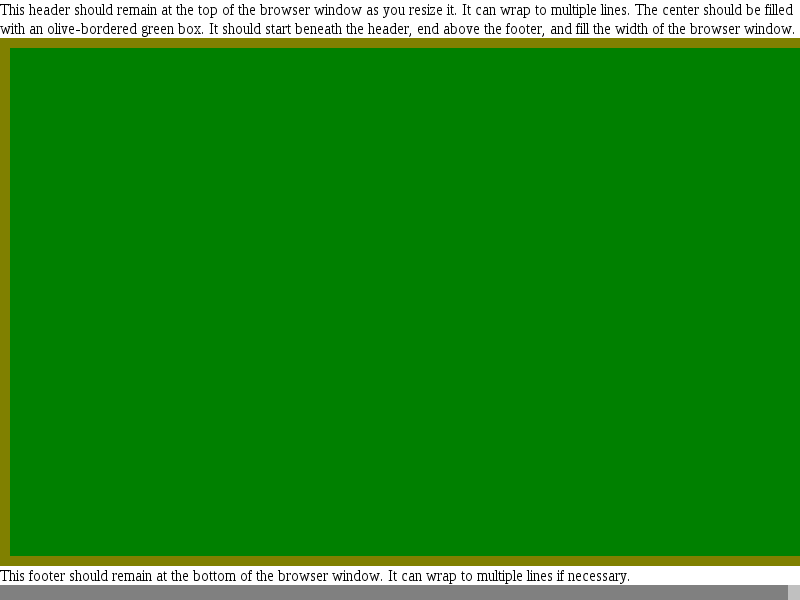 This header should remain at the top of the browser window as you resize it. It can wrap to multiple lines. The center should be filled
with an olive-bordered green box. It should start beneath the header, end above the footer, and fill the width of the browser window.
This footer should remain at the bottom of the browser window. It can wrap to multiple lines if necessary.